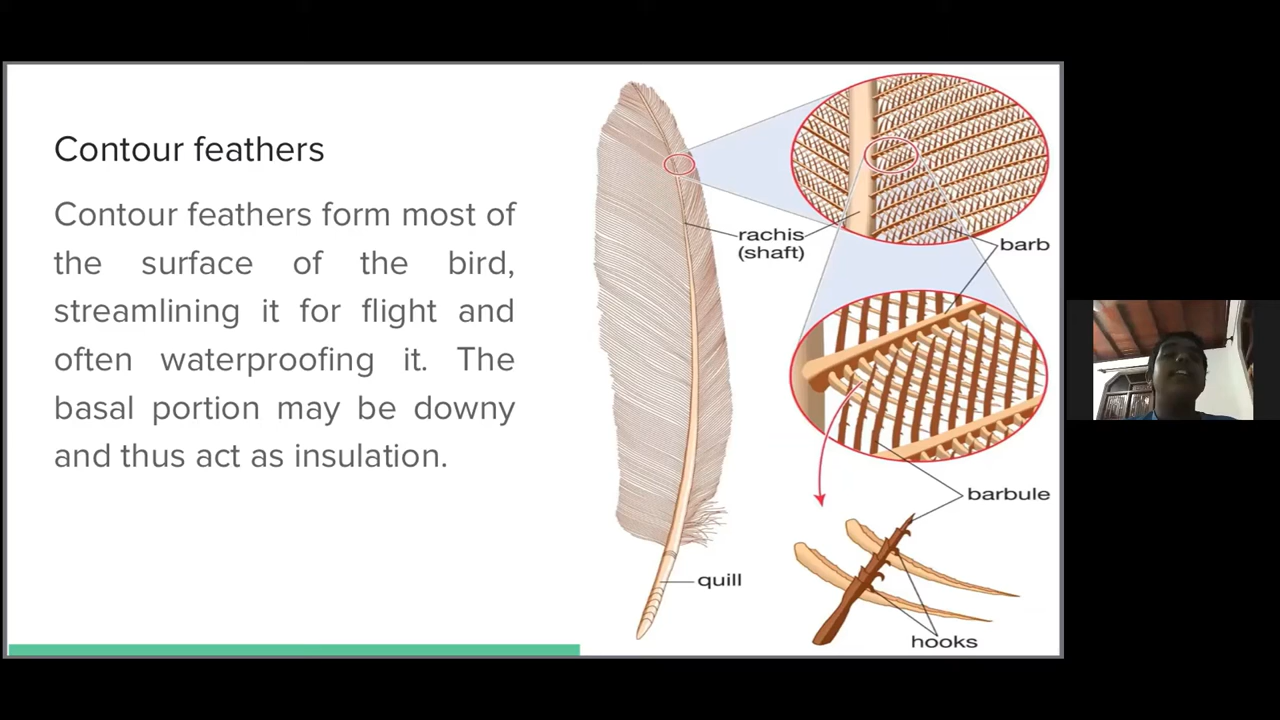 Contour feathers
Contour feathers form most of
the surface of the bird,
streamlining it for flight and
often waterproofing it. The
basal portion may be downy
and thus act as insulation.
rachis
(shaft)
barb
barbule
quill
hooks